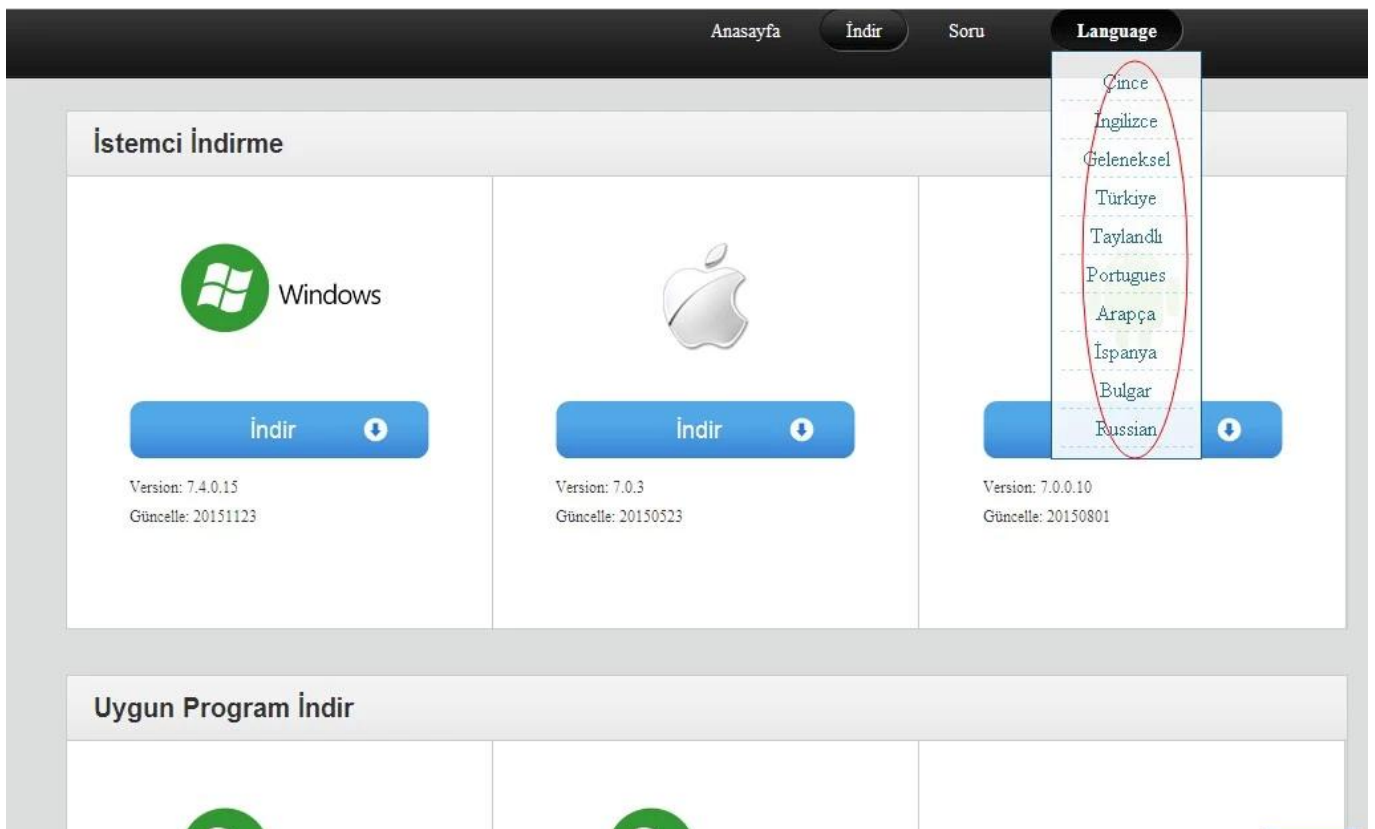 Anasayfa İndir Soru Language
Çince
İngilizce
Geleneksel
Türkiye
Taylandlı
Portugues
Arapça
İspanya
Bulgar
Russian
İstemci İndirme
Windows
İndir
Version: 7.4.0.15
Güncelle: 20151123
İndir
Version: 7.0.3
Güncelle: 20150523
Version: 7.0.0.10
Güncelle: 20150801
Uygun Program İndir